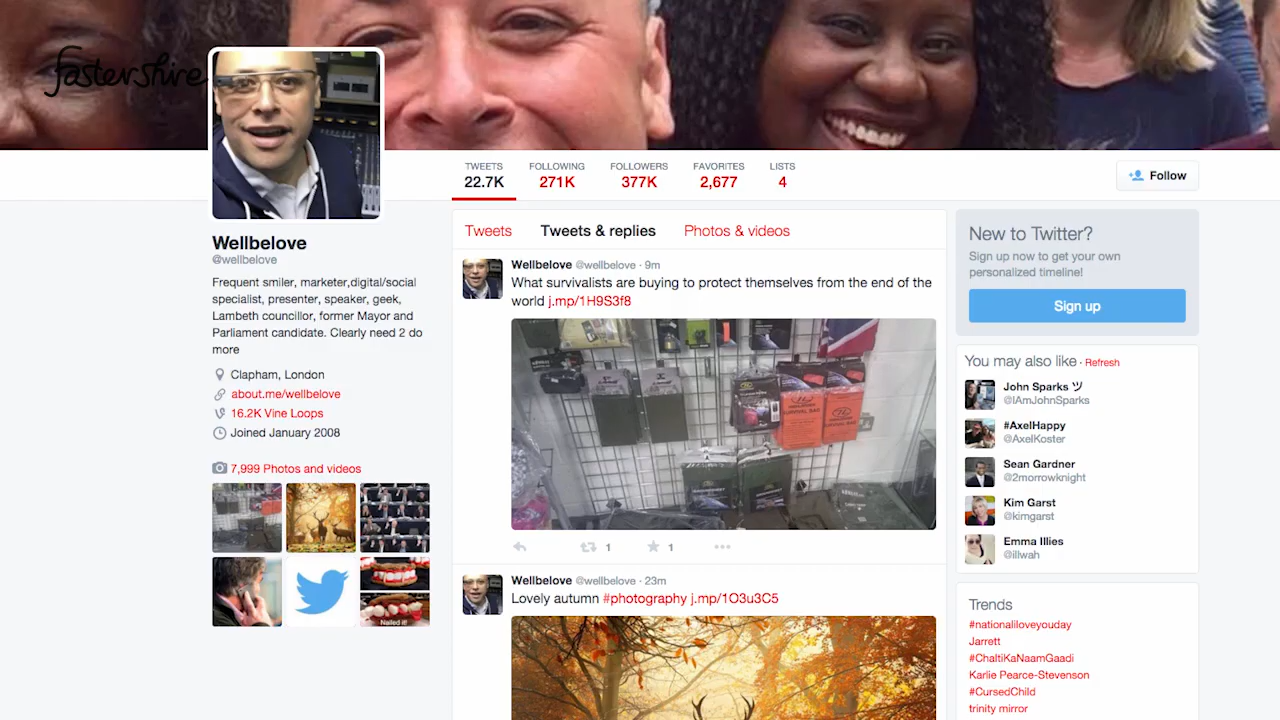 fastershire
TWEETS FOLLOWING FOLLOWERS FAVORITES LISTS
22.7K 271K 377K 2,677 4
Follow
Wellbelove
@wellbelove
Frequent smiler, marketer,digital/social
specialist, presenter, speaker, geek,
Lambeth councillor, former Mayor and
Parliament candidate. Clearly need 2 do
more
Clapham, London
about.me/wellbelove
16.2K Vine Loops
Joined January 2008
7,999 Photos and videos
Nailed it!
Tweets Tweets & replies Photos & videos
Wellbelove @wellbelove · 9m
What survivalists are buying to protect themselves from the end of the
world j.mp/1H9S3f8
SURVIVAL BAG
1 1
Wellbelove @wellbelove · 23m
Lovely autumn #photography j.mp/1O3u3C5
New to Twitter?
Sign up now to get your own
personalized timeline!
Sign up
You may also like · Refresh
John Sparks ツ
@IAmJohnSparks
#AxelHappy
@AxelKoster
Sean Gardner
@2morrowknight
Kim Garst
@kimgarst
Emma Illies
@illwah
Trends
#nationaliloveyouday
Jarrett
#ChaltiKaNaamGaadi
Karlie Pearce-Stevenson
#CursedChild
trinity mirror